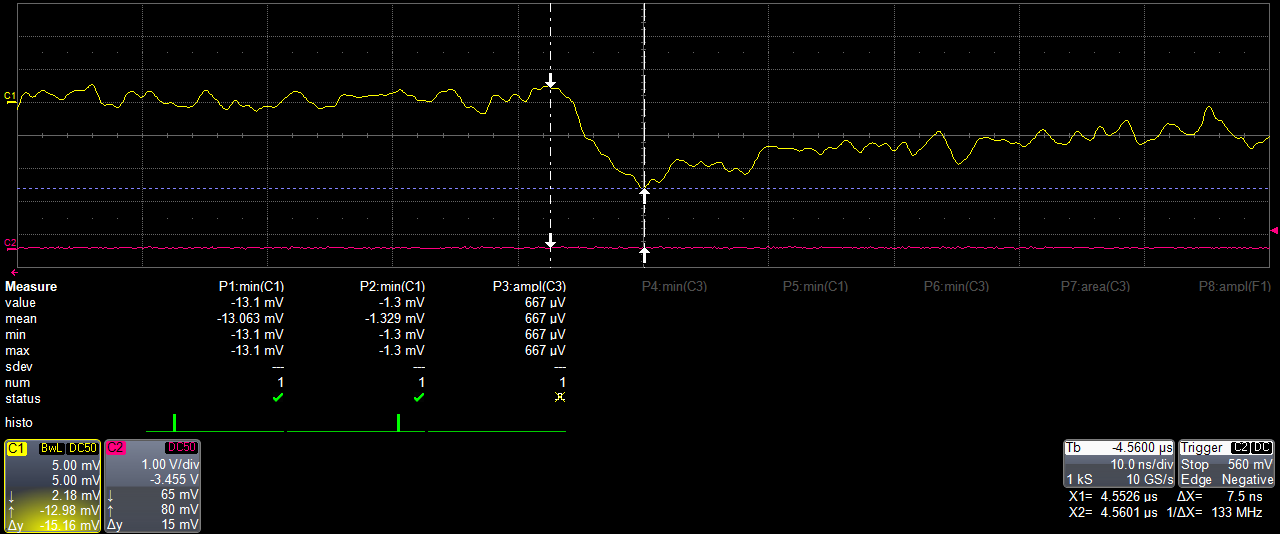 C1
C2
Measure P1:min(C1) P2:min(C1) P3:ampl(C3) P4:min(C3) P5:min(C1) P6:min(C3) P7:area(C3) P8:ampl(F1)
value -13.1 mV -1.3 mV 667 µV
mean -13.063 mV -1.329 mV 667 µV
min -13.1 mV -1.3 mV 667 µV
max -13.1 mV -1.3 mV 667 µV
sdev --- --- ---
num 1 1 1
status
histo
C1 BwL DC50
5.00 mV
5.00 mV
↓ 2.18 mV
↑ -12.98 mV
Δy -15.16 mV
C2 DC50
1.00 V/div
-3.455 V
↓ 65 mV
↑ 80 mV
Δy 15 mV
Tb -4.5600 µs
10.0 ns/div
1 kS 10 GS/s
Trigger C2 DC
Stop 560 mV
Edge Negative
X1= 4.5526 µs ΔX= 7.5 ns
X2= 4.5601 µs 1/ΔX= 133 MHz